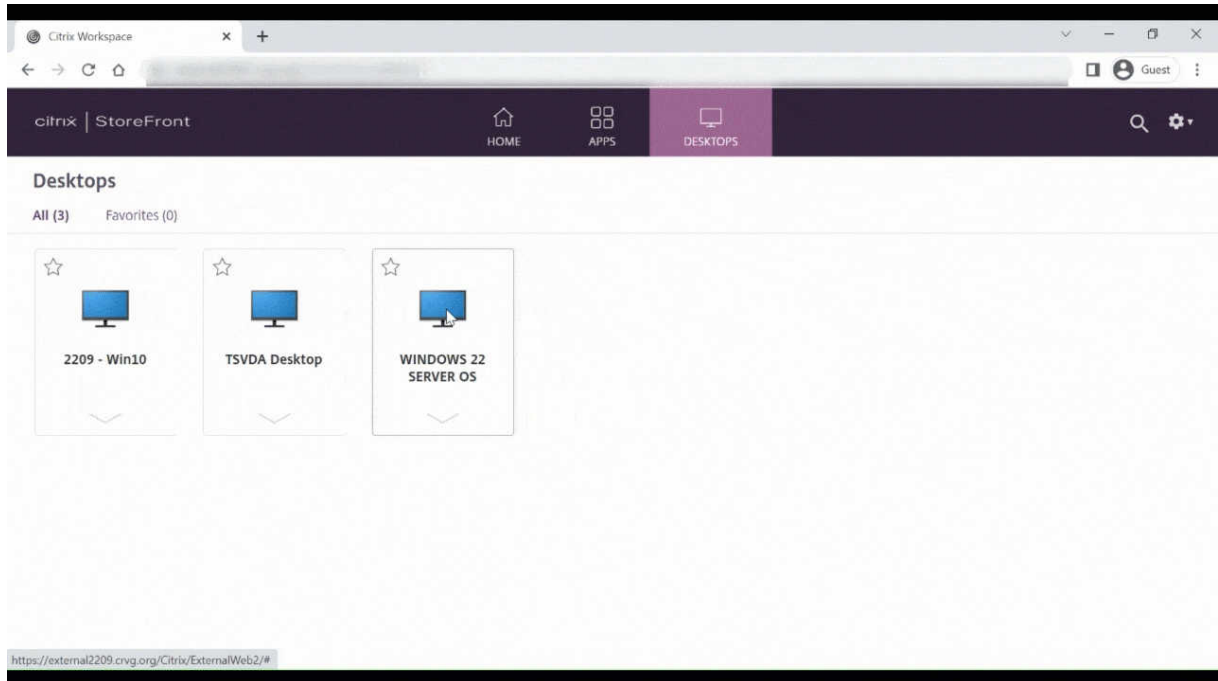 Citrix Workspace
Guest
citrix | StoreFront
HOME
APPS
DESKTOPS
Desktops
All (3)
Favorites (0)
2209 - Win10
TSVDA Desktop
WINDOWS 22
SERVER OS
https://external2209.crvg.org/Citrix/ExternalWeb2/#